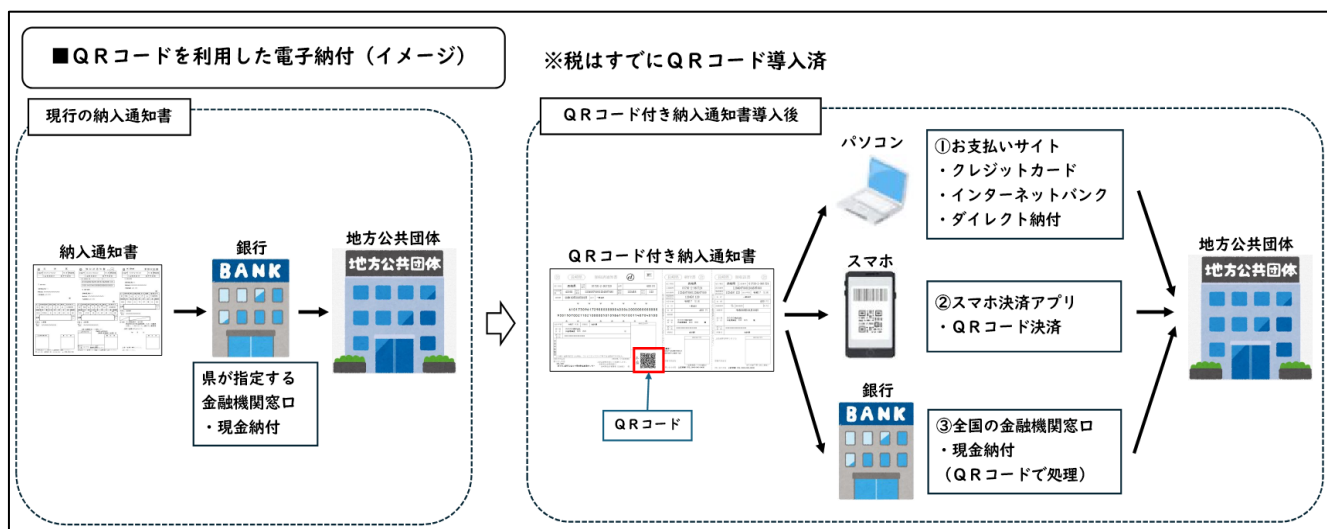 ■ＱＲコードを利用した電子納付（イメージ）
※税はすでにＱＲコード導入済
現行の納入通知書
納入通知書
銀行
BANK
県が指定する
金融機関窓口
・現金納付
地方公共団体
地方公共団体
ＱＲコード付き納入通知書導入後
ＱＲコード付き納入通知書
ＱＲコード
パソコン
①お支払いサイト
・クレジットカード
・インターネットバンク
・ダイレクト納付
スマホ
②スマホ決済アプリ
・ＱＲコード決済
銀行
BANK
③全国の金融機関窓口
・現金納付
（ＱＲコードで処理）
地方公共団体
地方公共団体